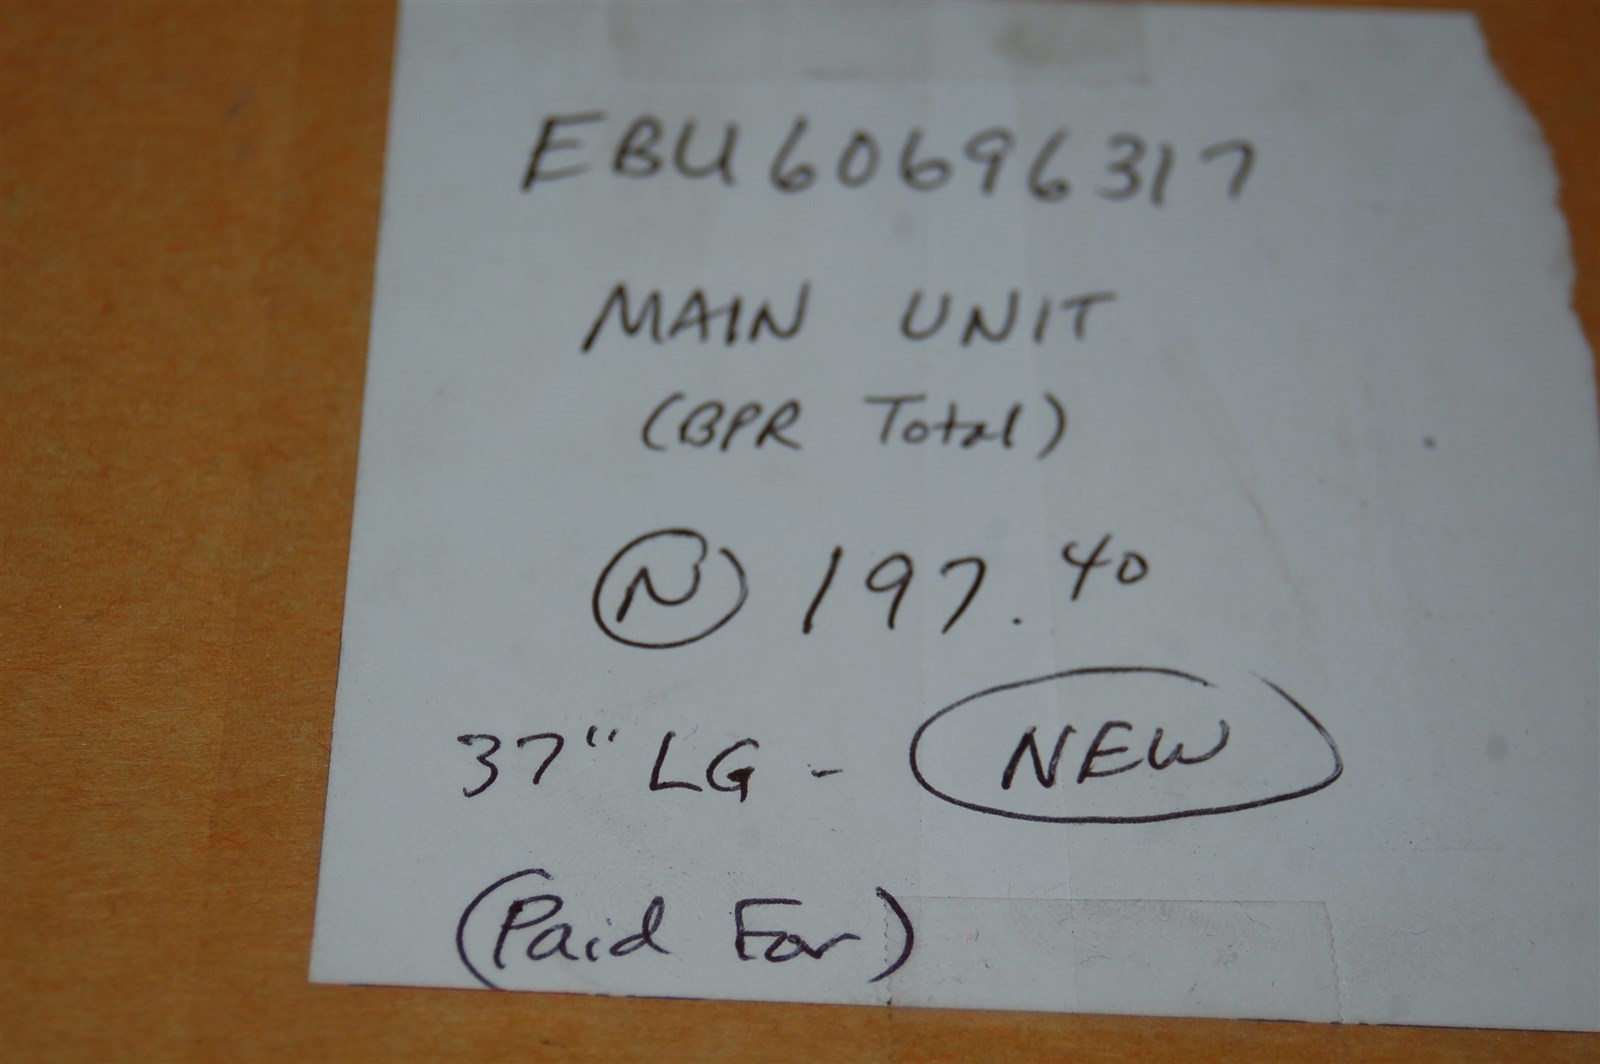 EBU60696317
MAIN UNIT
(BPR Total)
N 197.40
37" LG - NEW
(Paid For)